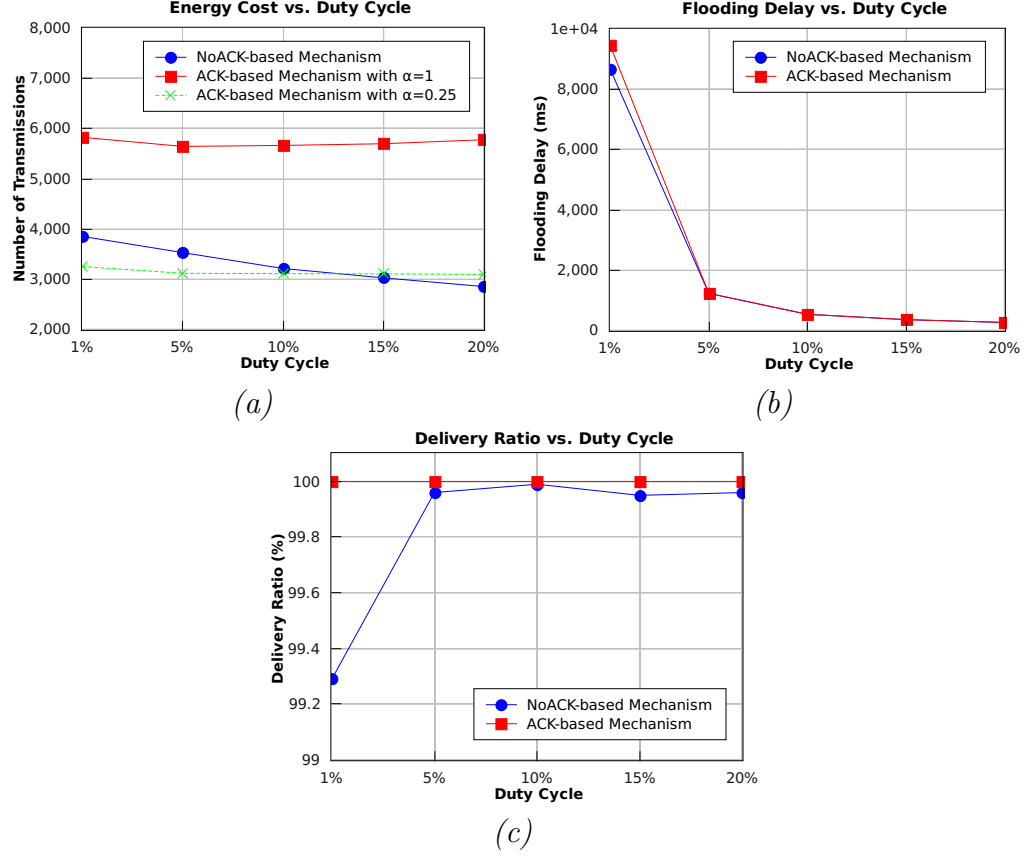 Energy Cost vs. Duty Cycle
8,000
7,000
6,000
5,000
4,000
3,000
2,000
Number of Transmissions
NoACK-based Mechanism
ACK-based Mechanism with α=1
ACK-based Mechanism with α=0.25
1% 5% 10% 15% 20%
Duty Cycle
(a)
Flooding Delay vs. Duty Cycle
1e+04
8,000
6,000
4,000
2,000
0
Flooding Delay (ms)
NoACK-based Mechanism
ACK-based Mechanism
1% 5% 10% 15% 20%
Duty Cycle
(b)
Delivery Ratio vs. Duty Cycle
100
99.8
99.6
99.4
99.2
99
Delivery Ratio (%)
NoACK-based Mechanism
ACK-based Mechanism
1% 5% 10% 15% 20%
Duty Cycle
(c)